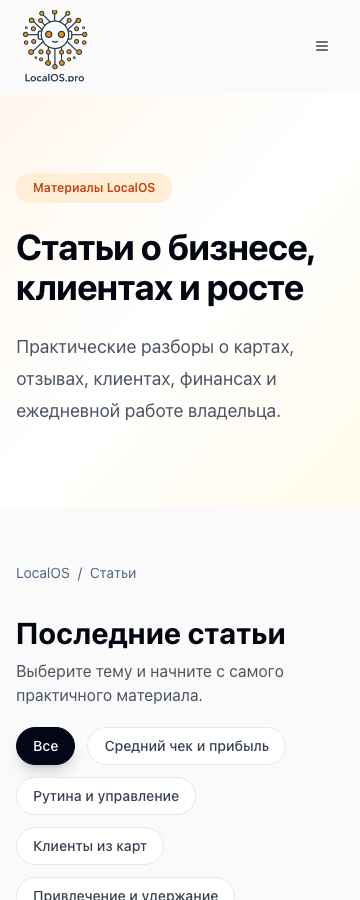 LocalOS.pro
Материалы LocalOS
Статьи о бизнесе,
клиентах и росте
Практические разборы о картах,
отзывах, клиентах, финансах и
ежедневной работе владельца.
LocalOS / Статьи
Последние статьи
Выберите тему и начните с самого
практичного материала.
Все
Средний чек и прибыль
Рутина и управление
Клиенты из карт
Привлечение и удержание